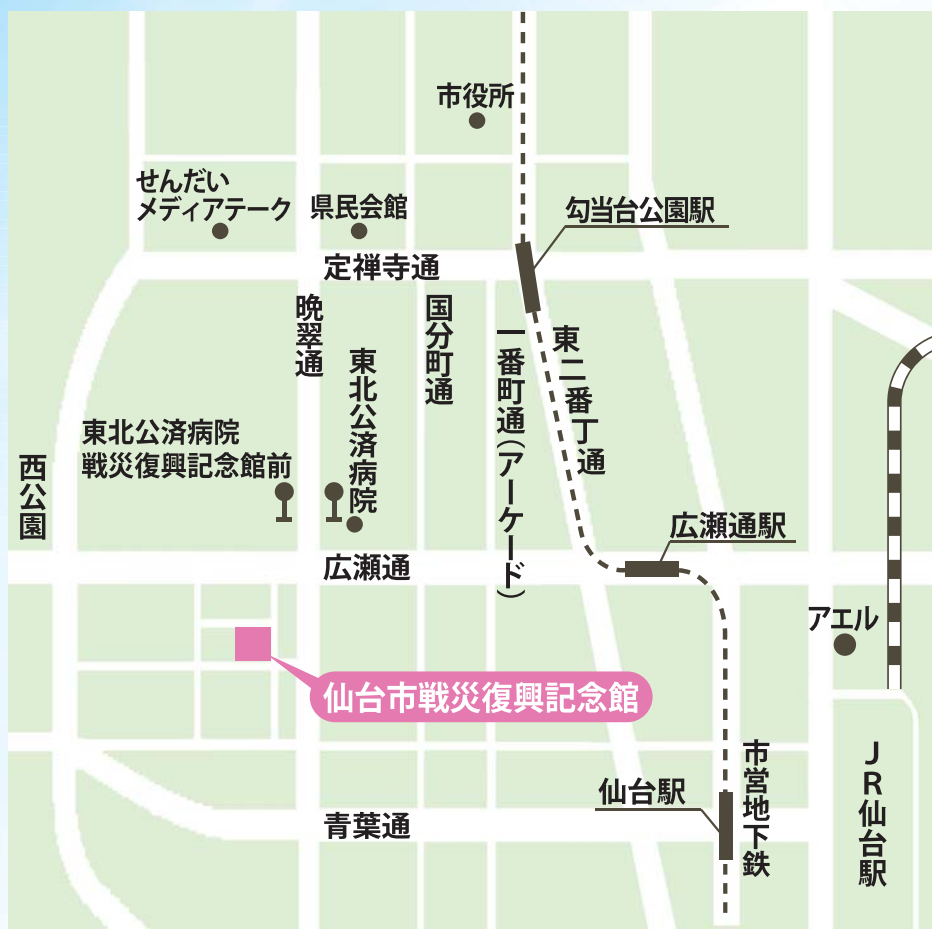 市役所
せんだい
メディアテーク
県民会館
勾当台公園駅
定禅寺通
晩翠通
国分町通
一番町通(アーケード)
東二番丁通
東北公済病院
東北公済病院
戦災復興記念館前
西公園
広瀬通駅
広瀬通
アエル
仙台市戦災復興記念館
仙台駅
市営地下鉄
JR仙台駅
青葉通